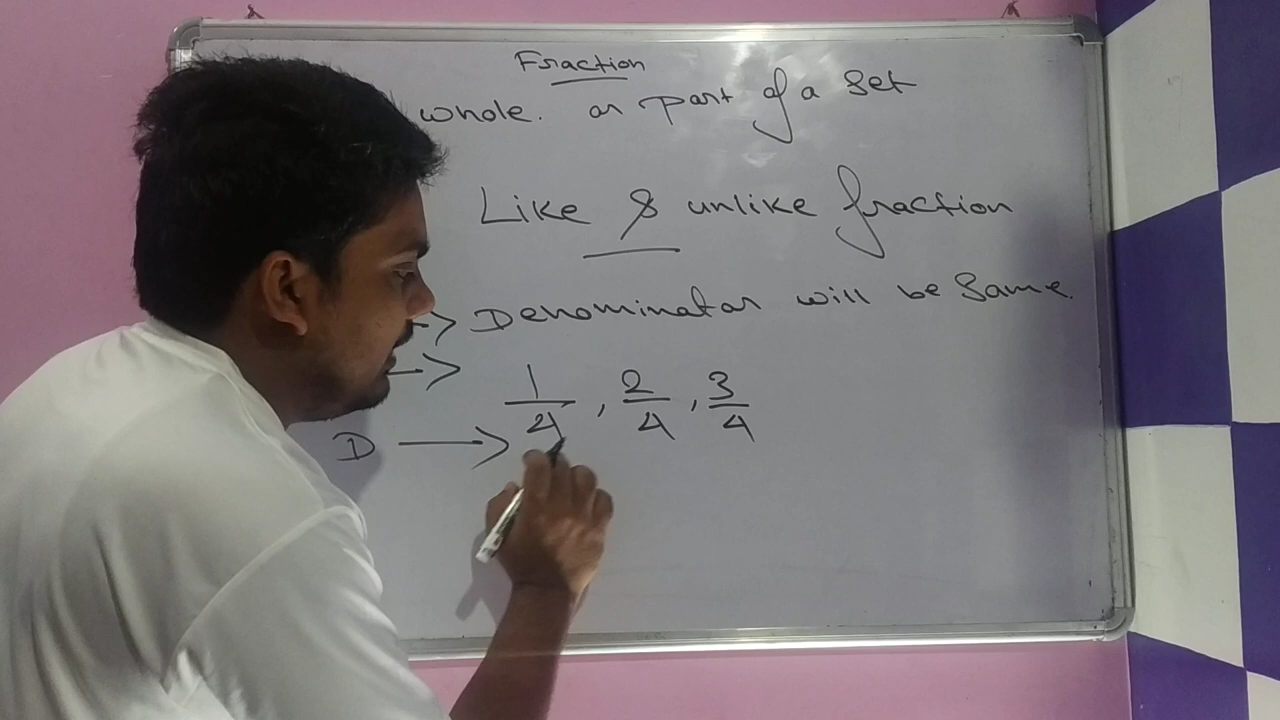 Fraction
whole. or part of a set
Like & unlike fraction
→ Denominator will be Same.
→ 1/4, 2/4, 3/4
D →